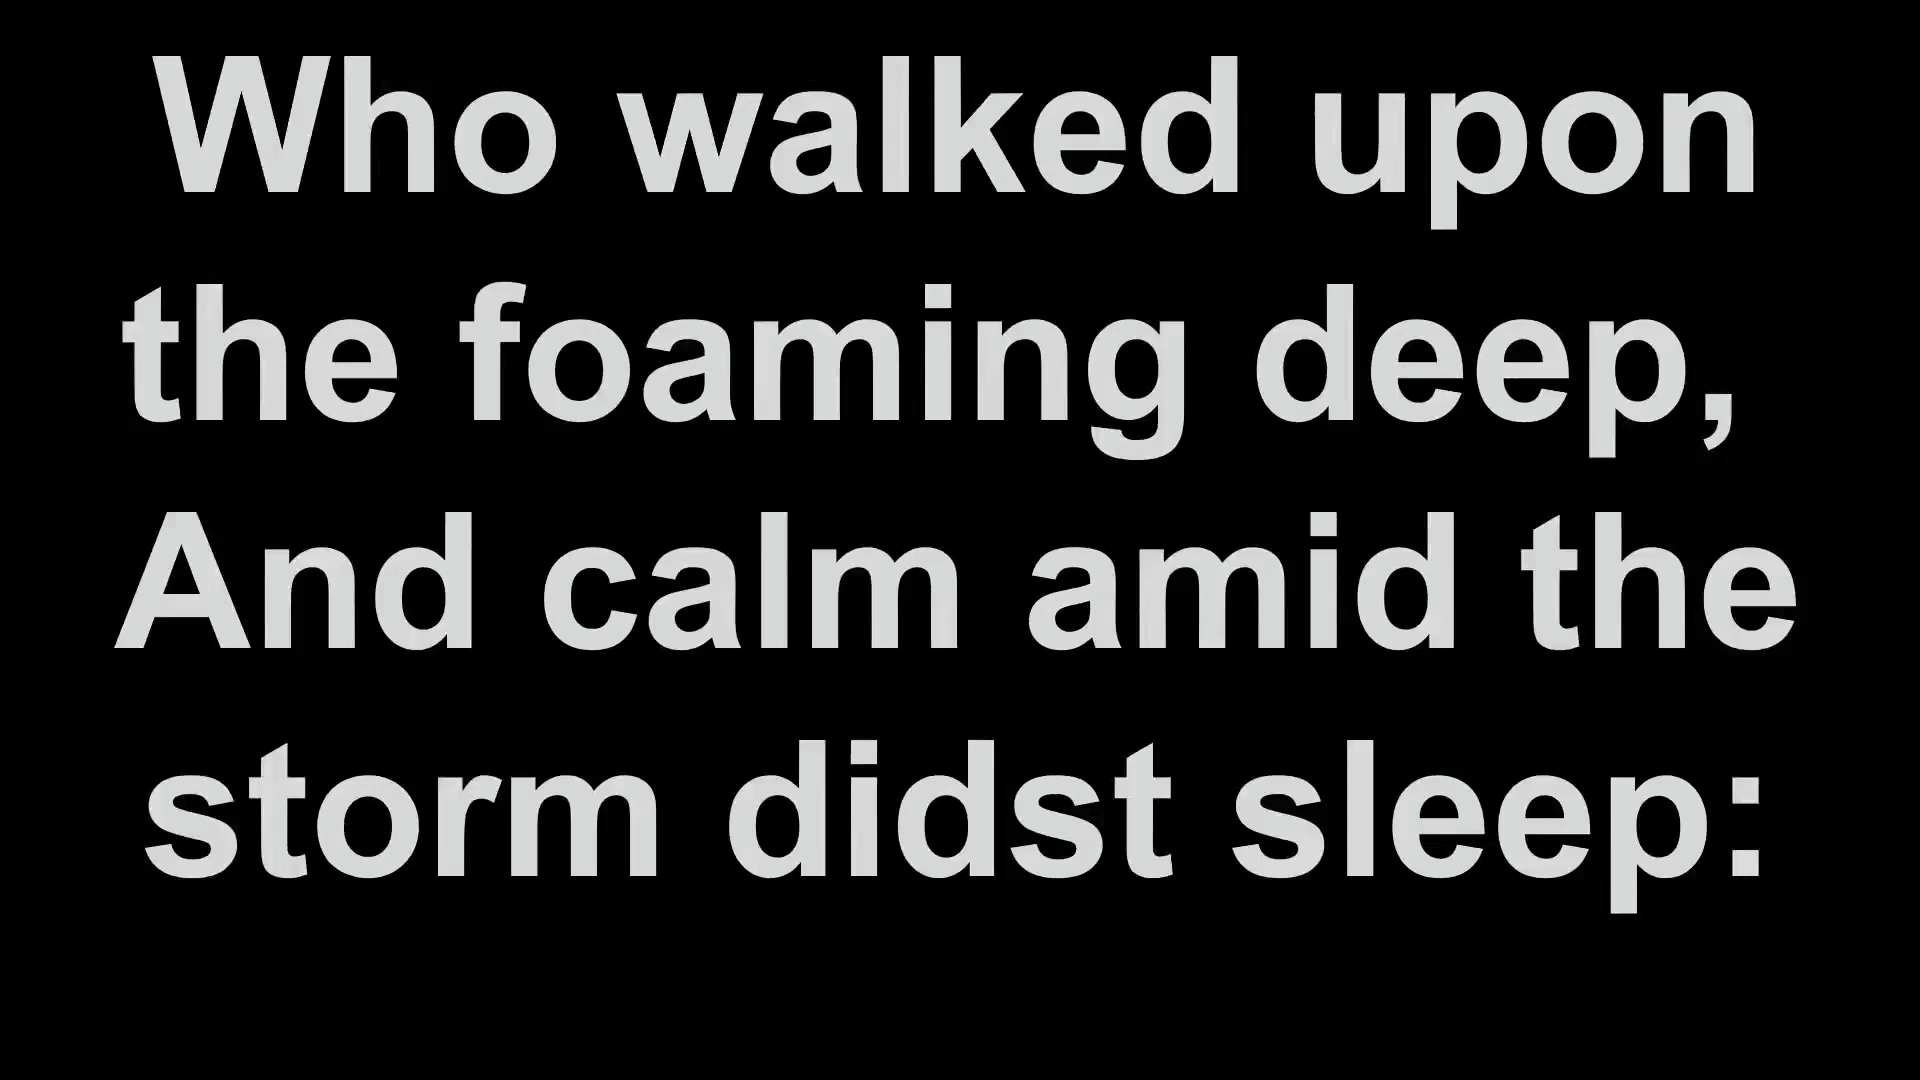 Who walked upon
the foaming deep,
And calm amid the
storm didst sleep: